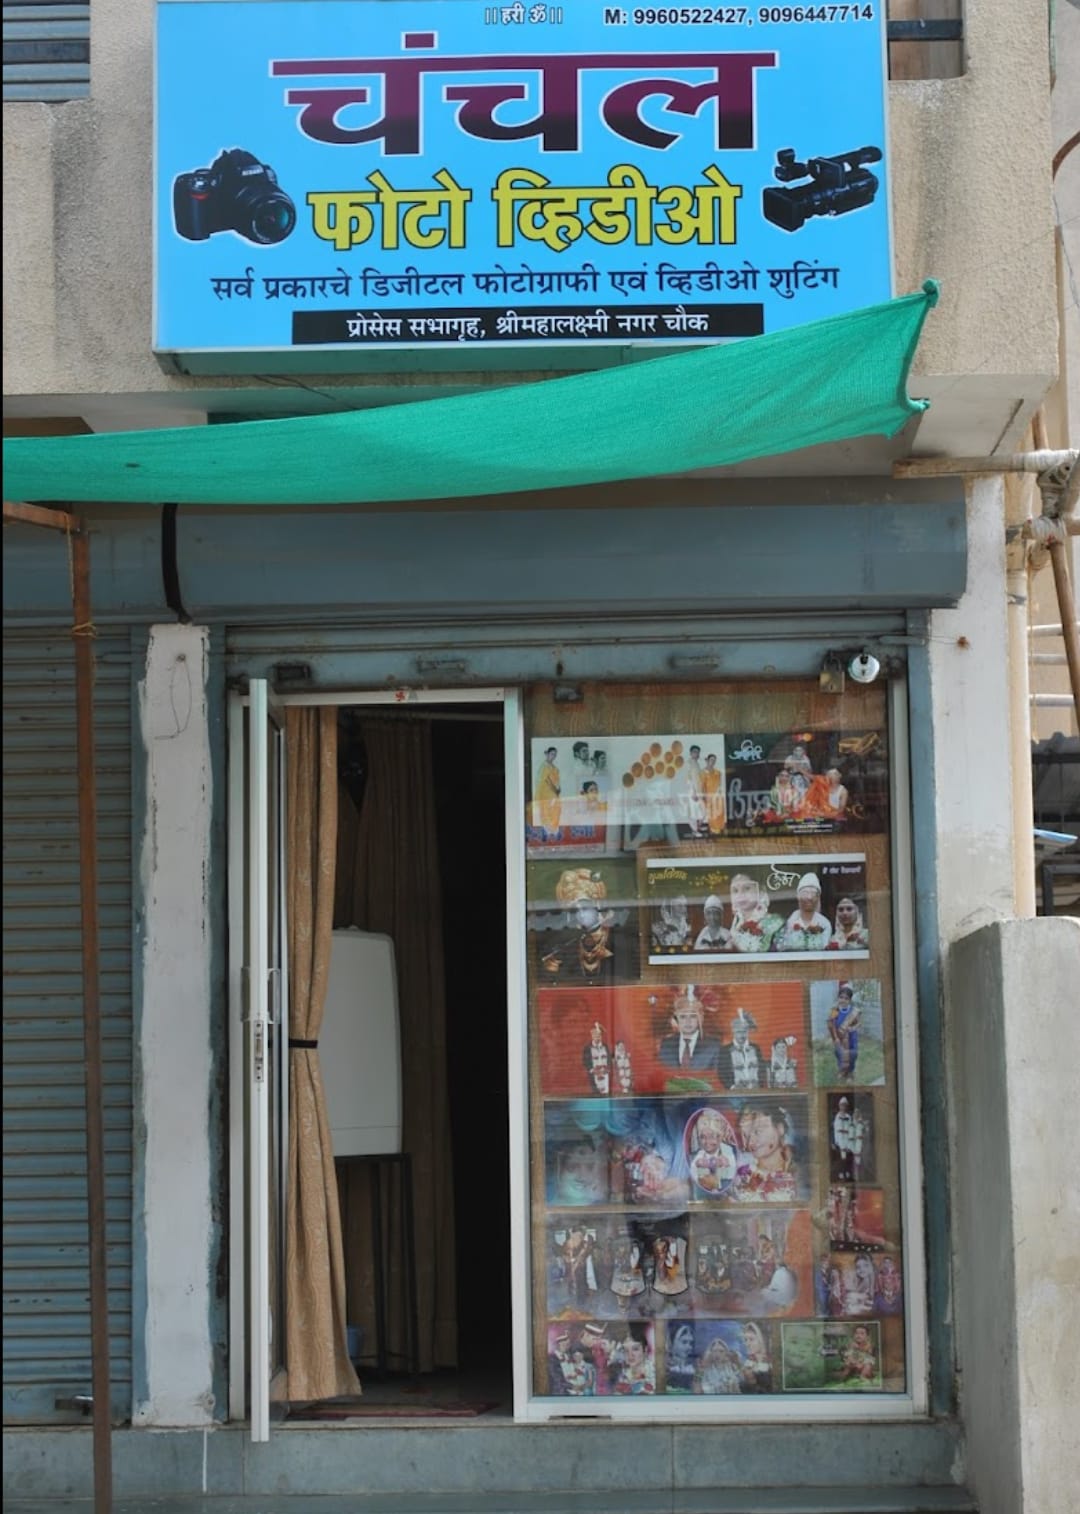 ||हरी ॐ|| M: 9960522427, 9096447714
चंचल
फोटो व्हिडीओ
सर्व प्रकारचे डिजीटल फोटोग्राफी एवं व्हिडीओ शुटिंग
प्रोसेस सभागृह, श्रीमहालक्ष्मी नगर चौक